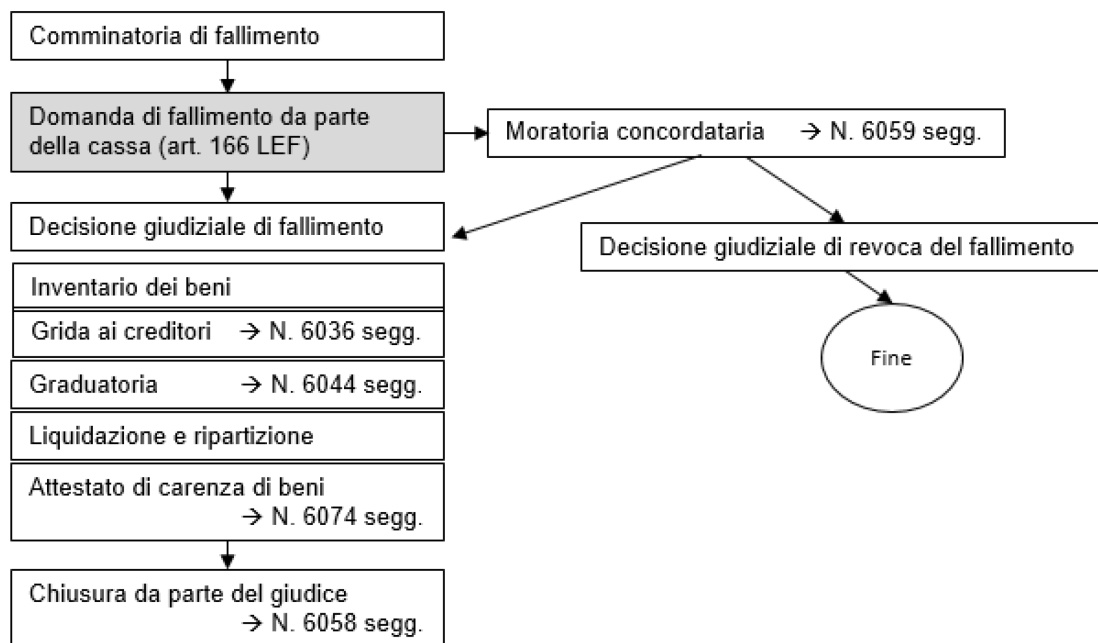 Comminatoria di fallimento
Domanda di fallimento da parte
della cassa (art. 166 LEF)
Moratoria concordataria → N. 6059 segg.
Decisione giudiziale di fallimento
Decisione giudiziale di revoca del fallimento
Inventario dei beni
Grida ai creditori → N. 6036 segg.
Fine
Graduatoria → N. 6044 segg.
Liquidazione e ripartizione
Attestato di carenza di beni
→ N. 6074 segg.
Chiusura da parte del giudice
→ N. 6058 segg.